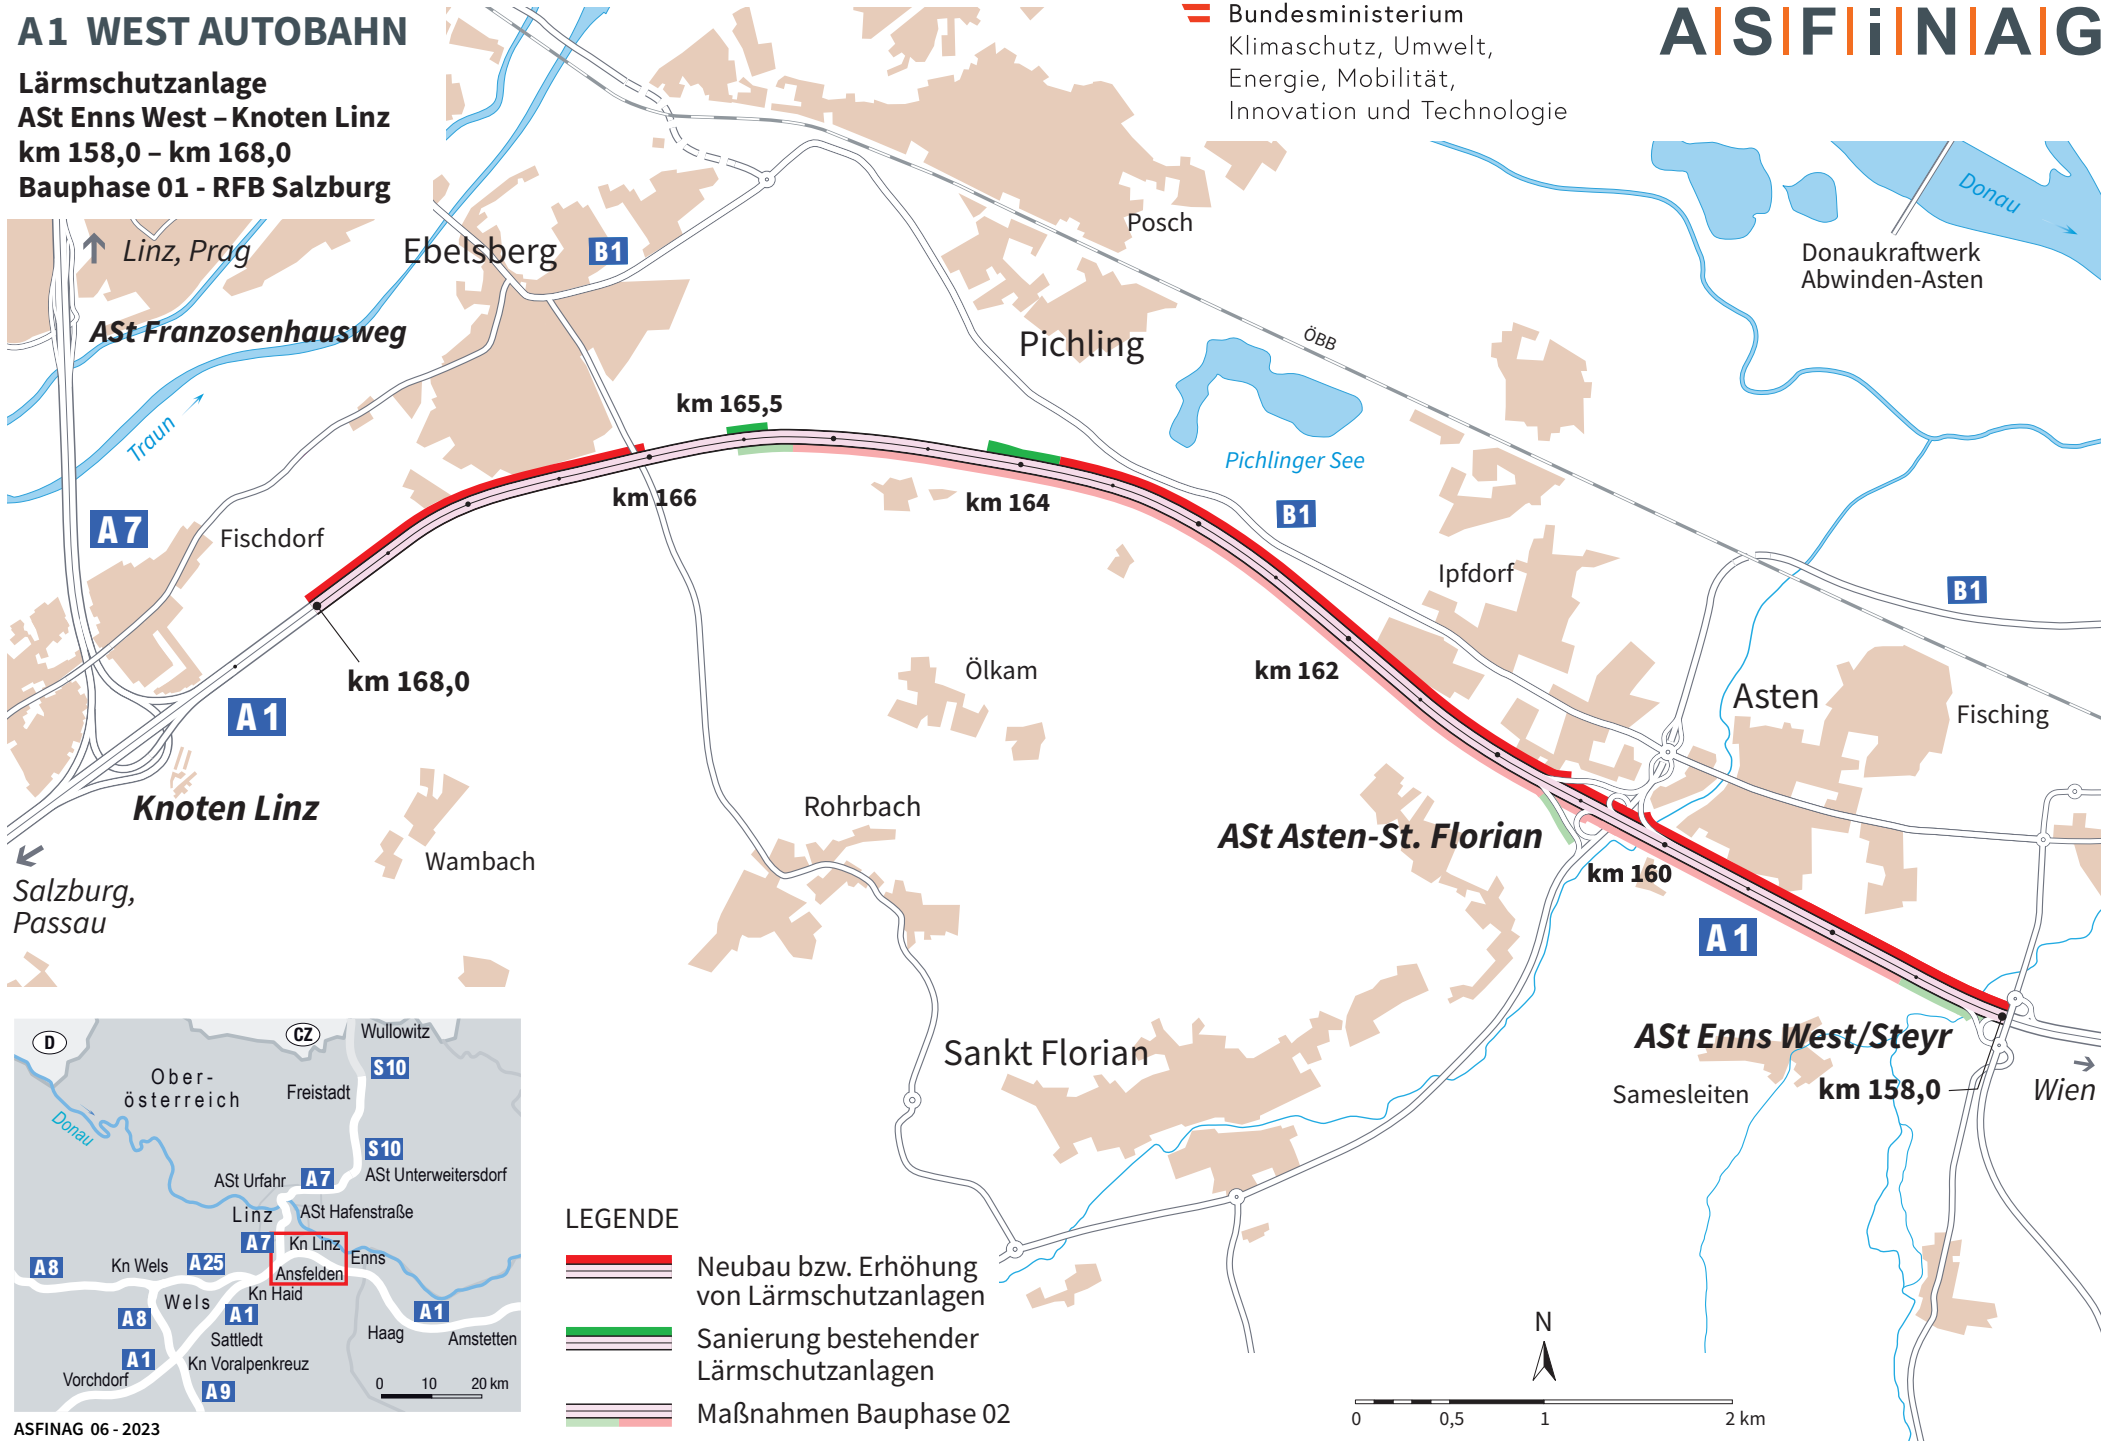 A1 WEST AUTOBAHN
Lärmschutzanlage
ASt Enns West – Knoten Linz
km 158,0 – km 168,0
Bauphase 01 - RFB Salzburg
Bundesministerium
Klimaschutz, Umwelt,
Energie, Mobilität,
Innovation und Technologie
A|S|F|i|N|A|G
Donau
Donaukraftwerk
Abwinden-Asten
Posch
Linz, Prag
Ebelsberg
B1
ASt Franzosenhausweg
Pichling
ÖBB
Traun
km 165,5
Pichlinger See
km 166
km 164
B1
A7
Fischdorf
Ipfdorf
B1
km 168,0
Ölkam
km 162
Asten
Fisching
A1
Knoten Linz
Rohrbach
ASt Asten-St. Florian
Wambach
km 160
Salzburg,
Passau
A1
ASt Enns West/Steyr
Sankt Florian
Samesleiten
km 158,0
Wien
D
CZ
Wullowitz
S10
Ober-
österreich
Freistadt
Donau
S10
ASt Urfahr
A7
ASt Unterweitersdorf
Linz
ASt Hafenstraße
A7
Kn Linz
Enns
A8
Kn Wels
A25
Ansfelden
Kn Haid
Wels
A8
A1
A1
Sattledt
Haag
Amstetten
A1
Kn Voralpenkreuz
Vorchdorf
A9
0 10 20 km
ASFINAG 06 - 2023
LEGENDE
Neubau bzw. Erhöhung
von Lärmschutzanlagen
Sanierung bestehender
Lärmschutzanlagen
Maßnahmen Bauphase 02
N
0 0,5 1 2 km